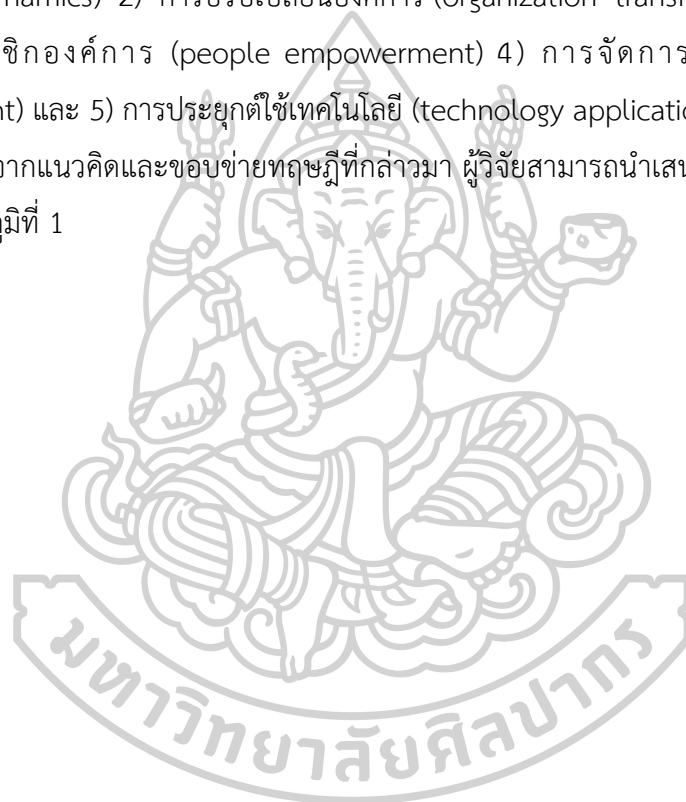 2) การปรับเปลี่ยนองค์การ (organization
ชิกองค์การ (people empowerment) 4) การจัดการ
และ 5) การประยุกต์ใช้เทคโนโลยี (technology
จากแนวคิดและขอบข่ายทฤษฎีที่กล่าวมา ผู้วิจัยสามารถนำเสน
ภูมิที่ 1
มหาวิทยาลัยศิลปากร